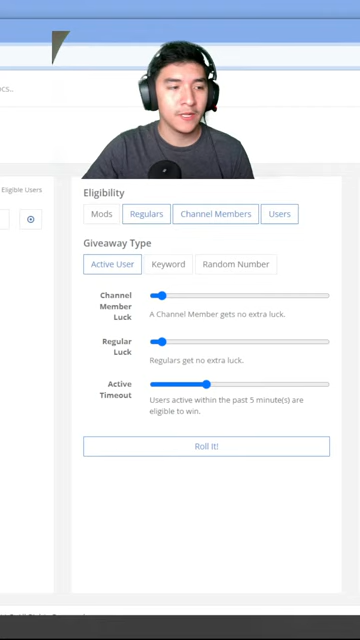 Eligible Users
Eligibility
Mods
Regulars
Channel Members
Users
Giveaway Type
Active User
Keyword
Random Number
Channel
Member
Luck
A Channel Member gets no extra luck.
Regular
Luck
Regulars get no extra luck.
Active
Timeout
Users active within the past 5 minute(s) are
eligible to win.
Roll It!